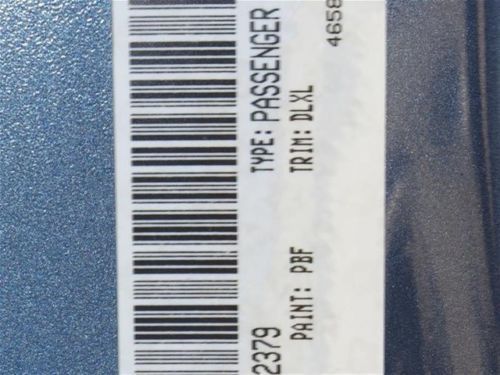 2379 TYPE: PASSENGER
PAINT: PBF TRIM: DLXL
4658